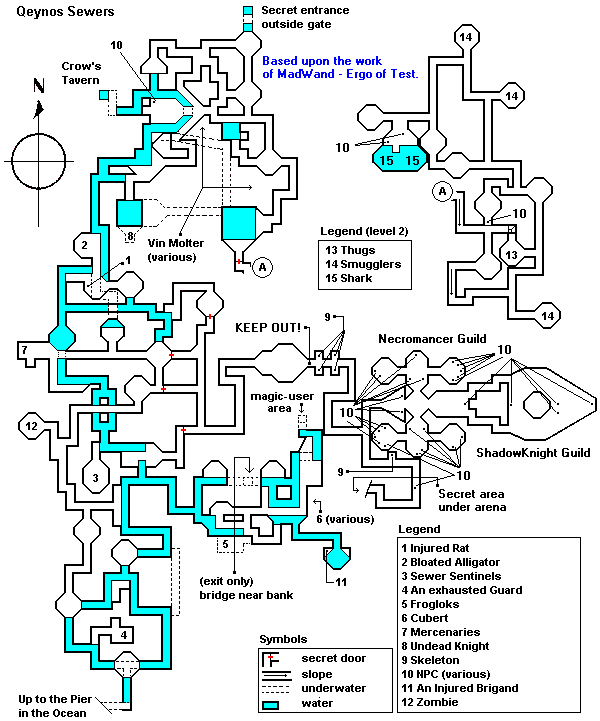 Qeynos Sewers
Secret entrance
outside gate
10
Crow's
Tavern
Based upon the work
of MadWand - Ergo of Test.
N
14
14
10
15 15
A
10
13
14
Legend (level 2)
13 Thugs
14 Smugglers
15 Shark
8
Vin Molter
(various)
A
2
1
7
KEEP OUT!
9
Necromancer Guild
10
magic-user
area
10
12
3
9
ShadowKnight Guild
10
Secret area
under arena
6 (various)
5
11
(exit only)
bridge near bank
4
Up to the Pier
in the Ocean
Symbols
secret door
slope
underwater
water
Legend
1 Injured Rat
2 Bloated Alligator
3 Sewer Sentinels
4 An exhausted Guard
5 Frogloks
6 Cubert
7 Mercenaries
8 Undead Knight
9 Skeleton
10 NPC (various)
11 An Injured Brigand
12 Zombie